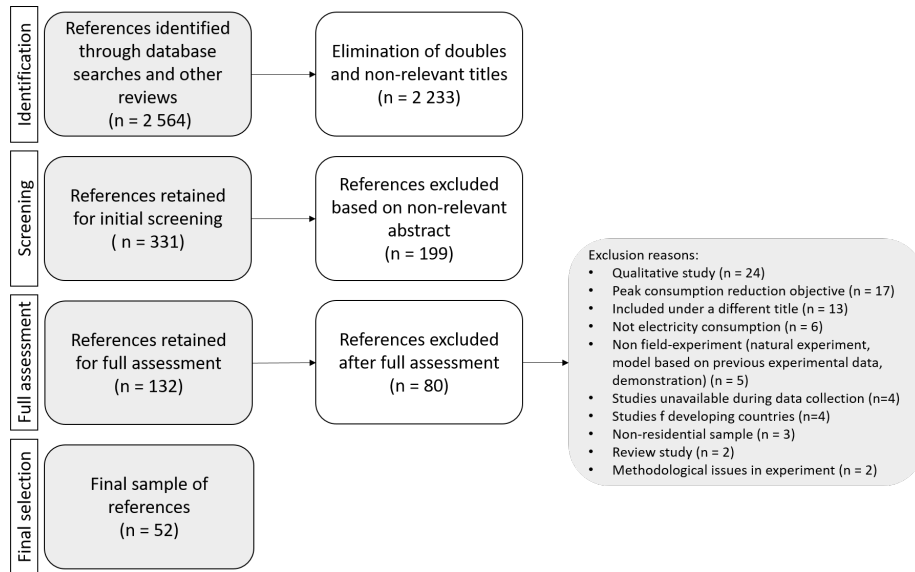 Identification
References identified
through database
searches and other
reviews
(n = 2 564)
Elimination of doubles
and non-relevant titles
(n = 2 233)
Screening
References retained
for initial screening
( n = 331)
References excluded
based on non-relevant
abstract
(n = 199)
Full assessment
References retained
for full assessment
(n = 132)
References excluded
after full assessment
(n = 80)
Exclusion reasons:
• Qualitative study (n = 24)
• Peak consumption reduction objective (n = 17)
• Included under a different title (n = 13)
• Not electricity consumption (n = 6)
• Non field-experiment (natural experiment,
model based on previous experimental data,
demonstration) (n = 5)
• Studies unavailable during data collection (n=4)
• Studies f developing countries (n=4)
• Non-residential sample (n = 3)
• Review study (n = 2)
• Methodological issues in experiment (n = 2)
Final selection
Final sample of
references
(n = 52)